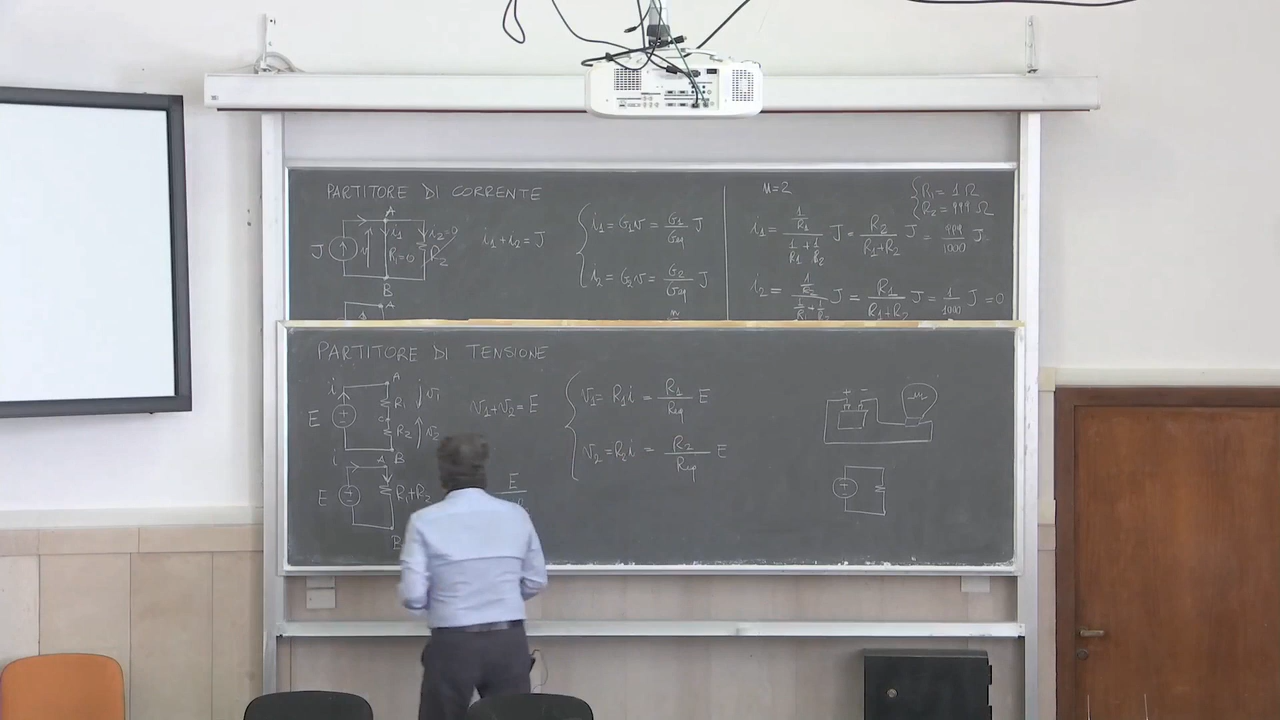 PARTITORE DI CORRENTE
J
A
i1
R1=0
i2=0
R2
B
A
i1+i2=J
i1=G1v=G1/Geq J
i2=G2v=G2/Geq J
n
n=2
R1=1Ω
R2=999Ω
i1=(1/R1)/(1/R1+1/R2) J=R2/(R1+R2) J=999/1000 J
i2=(1/R2)/(1/R1+1/R2) J=R1/(R1+R2) J=1/1000 J=0
PARTITORE DI TENSIONE
i
A
E
+
R1
v1
R2
v2
B
v1+v2=E
v1=R1i=R1/Req E
v2=R2i=R2/Req E
+ -
i
A
E
+
R1+R2
B
E
+